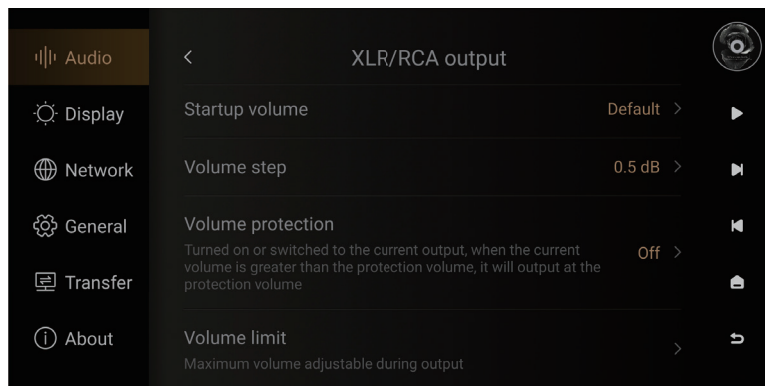 Audio
Display
Network
General
Transfer
About
XLR/RCA output
Startup volume
Default
Volume step
0.5 dB
Volume protection
Turned on or switched to the current output, when the current
volume is greater than the protection volume, it will output at the
protection volume
Off
Volume limit
Maximum volume adjustable during output